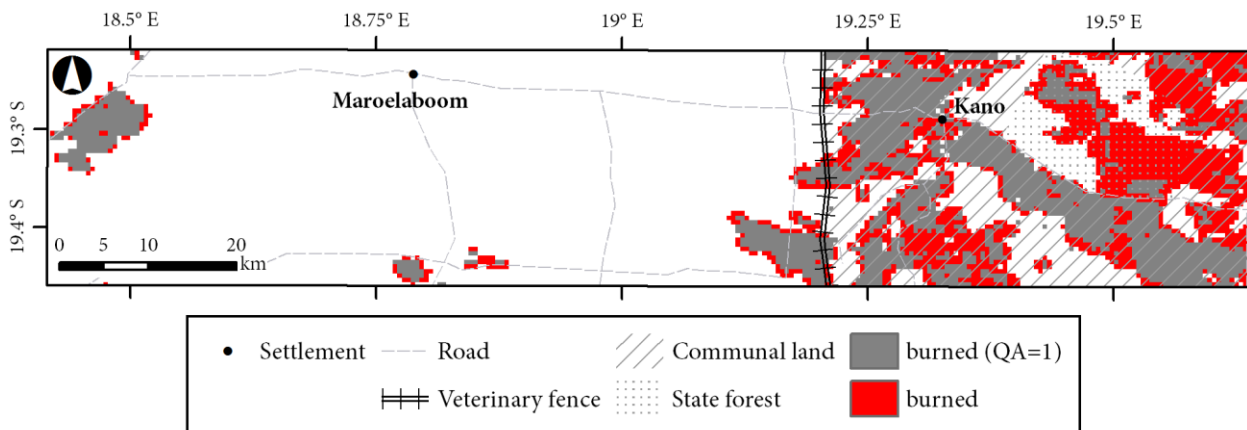 18.5° E 18.75° E 19° E 19.25° E 19.5° E
Maroelaboom
Kano
19.3° S
19.4° S
0 5 10 20
km
Settlement Road Communal land burned (QA=1)
Veterinary fence State forest burned